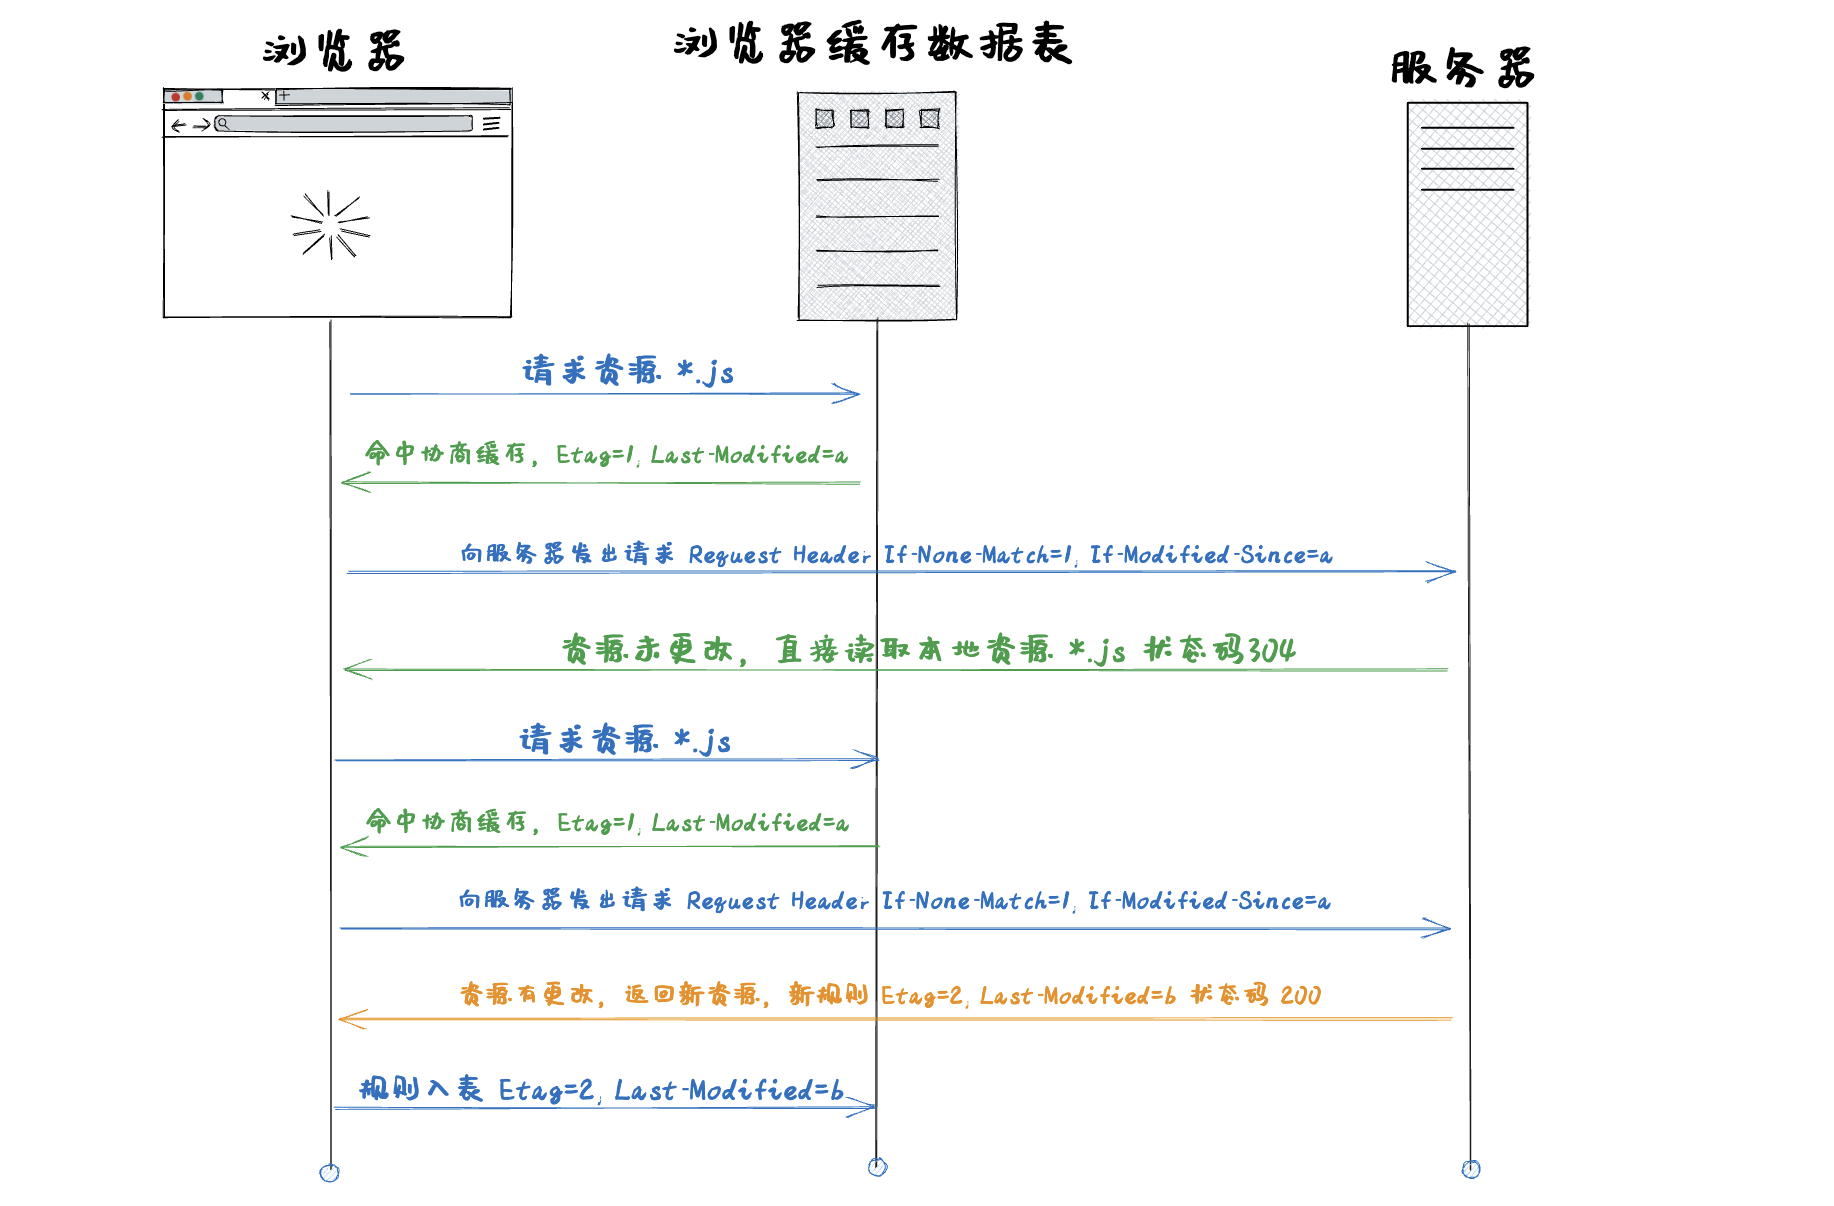 浏览器
浏览器缓存数据表
服务器
请求资源 *.js
命中协商缓存，Etag=1, Last-Modified=a
向服务器发出请求 Request Header If-None-Match=1, If-Modified-Since=a
资源未更改，直接读取本地资源 *.js 状态码304
请求资源 *.js
命中协商缓存，Etag=1, Last-Modified=a
向服务器发出请求 Request Header If-None-Match=1, If-Modified-Since=a
资源有更改，返回新资源，新规则 Etag=2, Last-Modified=b 状态码 200
规则入表 Etag=2, Last-Modified=b